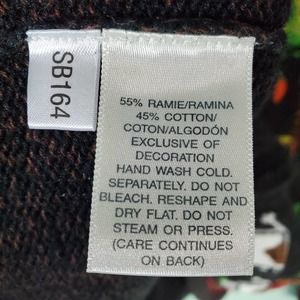 SB164
55% RAMIE/RAMINA
45% COTTON/
COTON/ALGODÓN
EXCLUSIVE OF
DECORATION
HAND WASH COLD.
SEPARATELY. DO NOT
BLEACH. RESHAPE AND
DRY FLAT. DO NOT
STEAM OR PRESS.
(CARE CONTINUES
ON BACK)